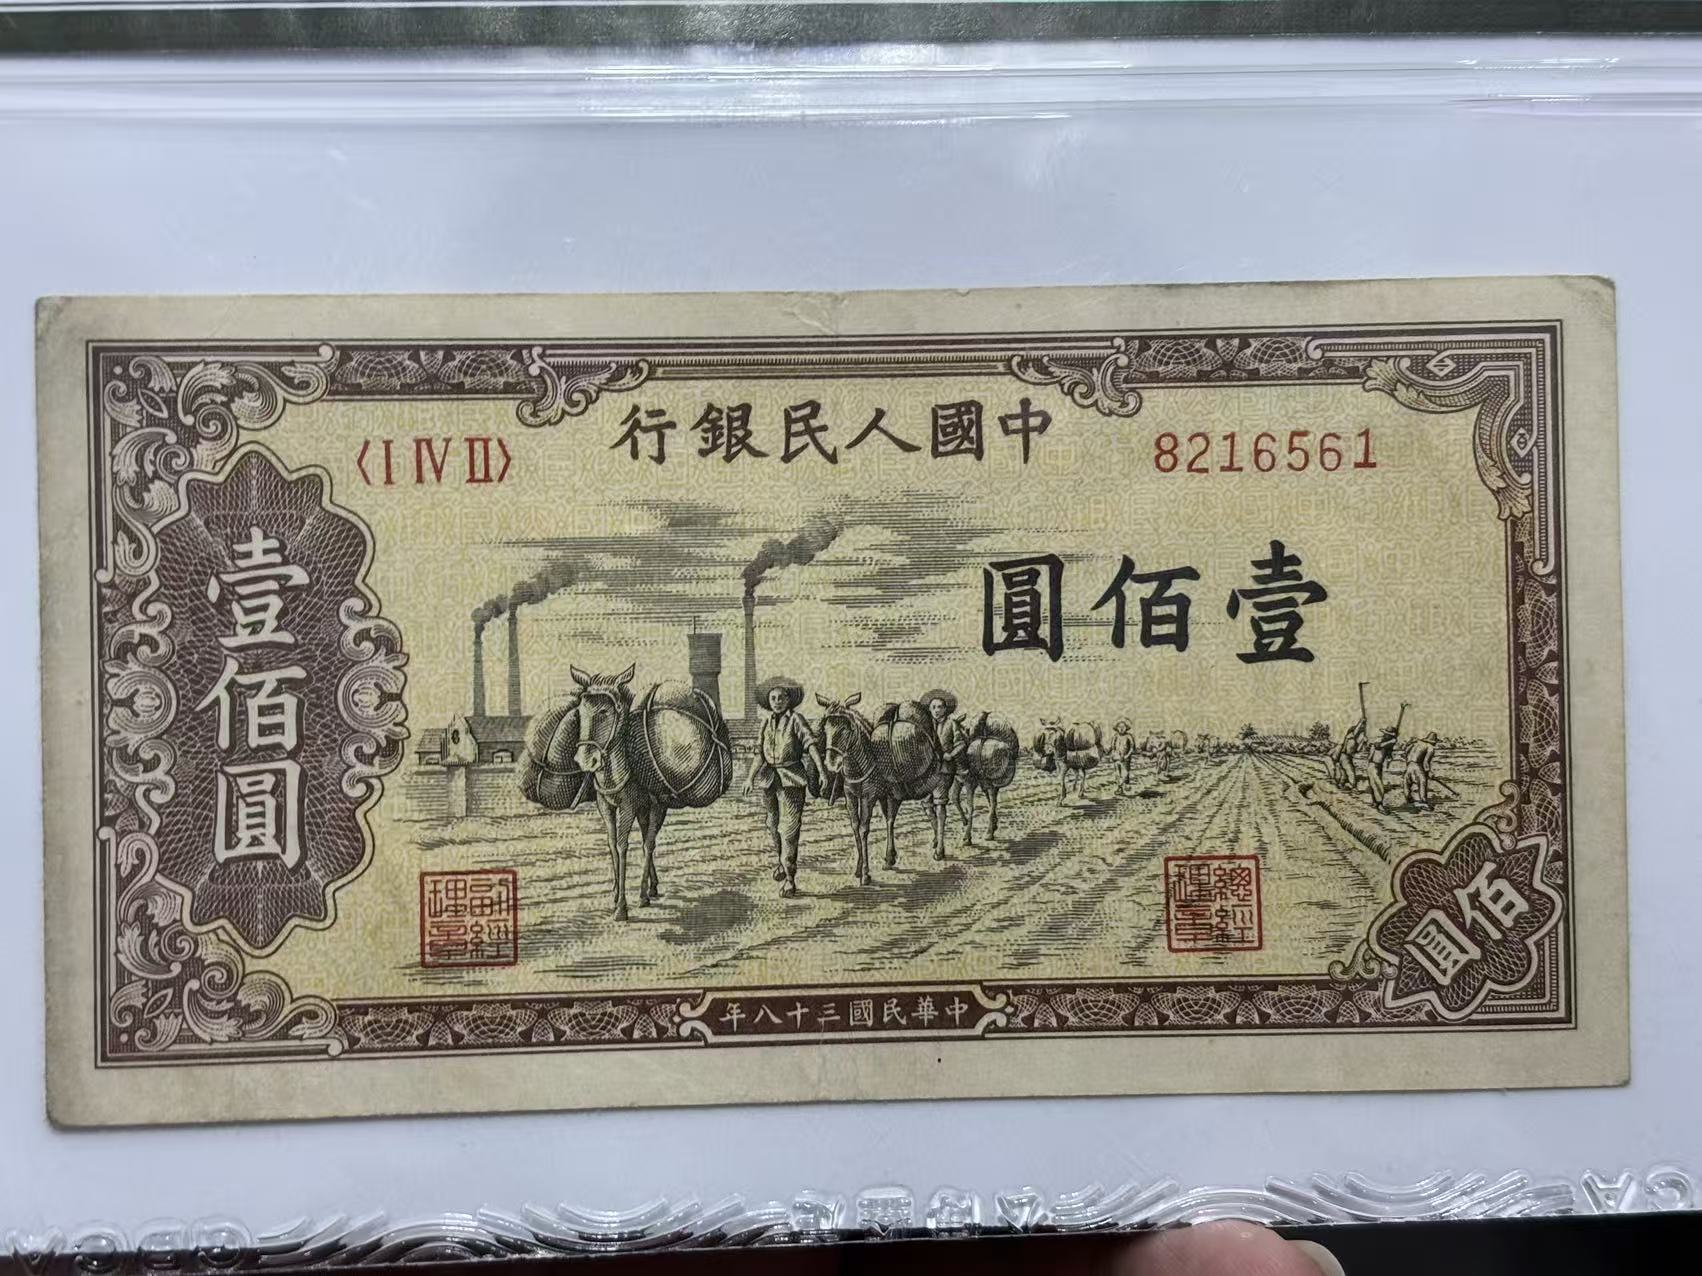 中國人民銀行
〈I IV II〉
8216561
壹佰圓
壹佰圓
副經理章
總經理章
佰圓
中華民國三十八年